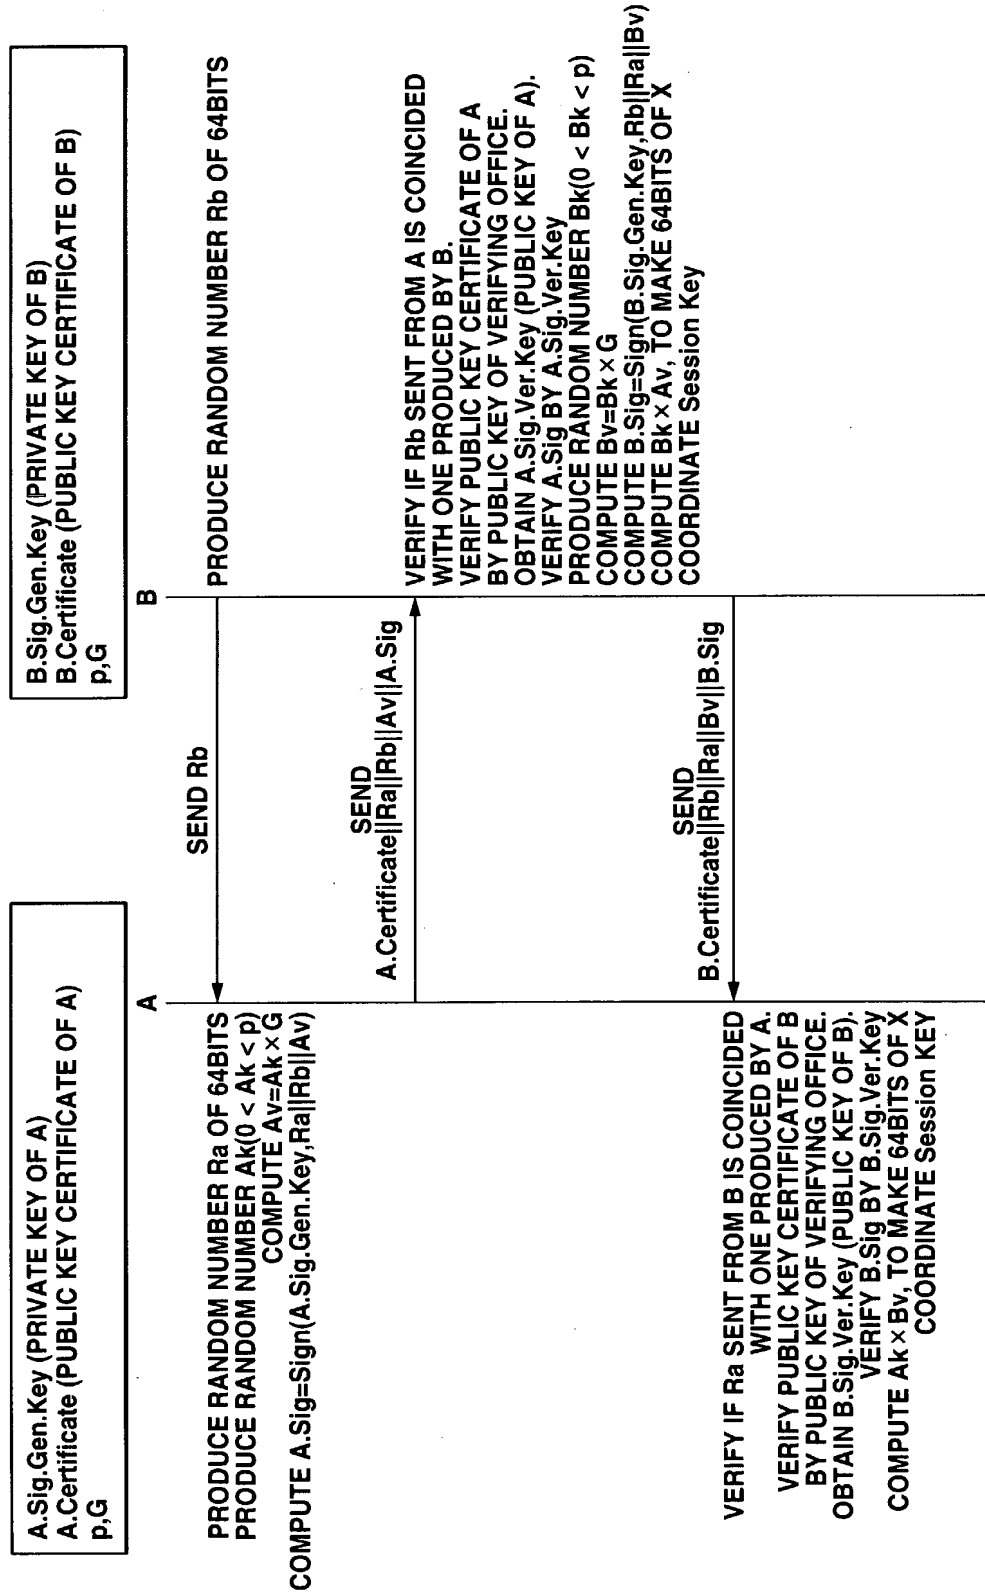 A.Sig.Gen.Key (PRIVATE KEY OF A)
A.Certificate (PUBLIC KEY CERTIFICATE OF A)
p,G
B.Sig.Gen.Key (PRIVATE KEY OF B)
B.Certificate (PUBLIC KEY CERTIFICATE OF B)
p,G
A
B
PRODUCE RANDOM NUMBER Rb OF 64BITS
SEND Rb
PRODUCE RANDOM NUMBER Ra OF 64BITS
PRODUCE RANDOM NUMBER Ak(0 < Ak < p)
COMPUTE Av=Ak×G
COMPUTE A.Sig=Sign(A.Sig.Gen.Key,Ra||Rb||Av)
SEND
A.Certificate||Ra||Rb||Av||A.Sig
VERIFY IF Rb SENT FROM A IS COINCIDED
WITH ONE PRODUCED BY B.
VERIFY PUBLIC KEY CERTIFICATE OF A
BY PUBLIC KEY OF VERIFYING OFFICE.
OBTAIN A.Sig.Ver.Key (PUBLIC KEY OF A).
VERIFY A.Sig BY A.Sig.Ver.Key
PRODUCE RANDOM NUMBER Bk(0 < Bk < p)
COMPUTE Bv=Bk×G
COMPUTE B.Sig=Sign(B.Sig.Gen.Key,Rb||Ra||Bv)
COMPUTE Bk×Av, TO MAKE 64BITS OF X
COORDINATE Session Key
SEND
B.Certificate||Rb||Ra||Bv||B.Sig
VERIFY IF Ra SENT FROM B IS COINCIDED
WITH ONE PRODUCED BY A.
VERIFY PUBLIC KEY CERTIFICATE OF B
BY PUBLIC KEY OF VERIFYING OFFICE.
OBTAIN B.Sig.Ver.Key (PUBLIC KEY OF B).
VERIFY B.Sig BY B.Sig.Ver.Key
COMPUTE Ak×Bv, TO MAKE 64BITS OF X
COORDINATE Session KEY